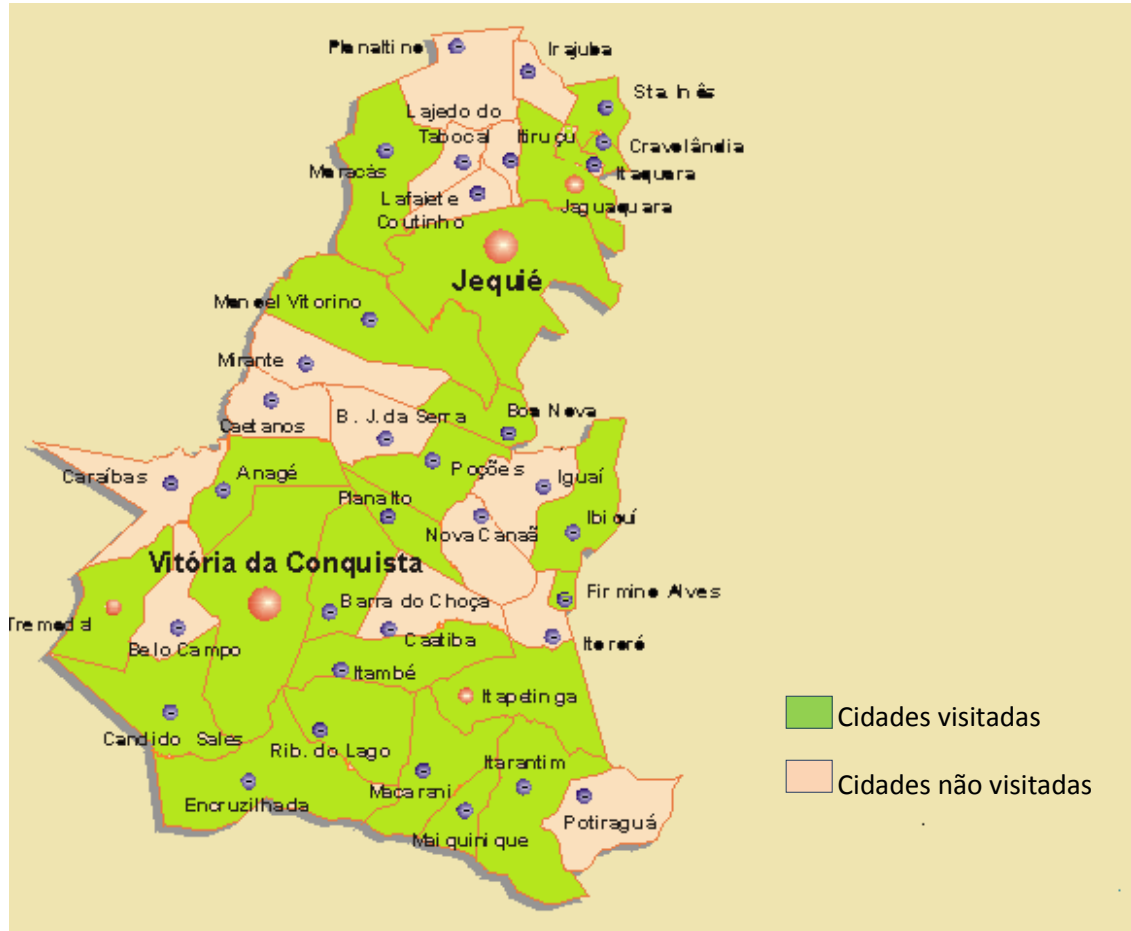 Planaltino
Irajuba
Sta. Inês
Lajedo do
Tabocal
Itiruçu
Cravolândia
Maracás
Itaquara
Lafaiete
Coutinho
Jaguaquara
Jequié
Manoel Vitorino
Mirante
Caetanos
B. J. da Serra
Boa Nova
Caraíbas
Anagé
Poções
Iguaí
Planalto
Nova Canaã
Ibicuí
Vitória da Conquista
Barra do Choça
Firmino Alves
Tremedal
Belo Campo
Caatiba
Itororó
Itambé
Itapetinga
Candido Sales
Rib. do Lago
Itarantim
Encruzilhada
Macarani
Maiquinique
Potiraguá
Cidades visitadas
Cidades não visitadas